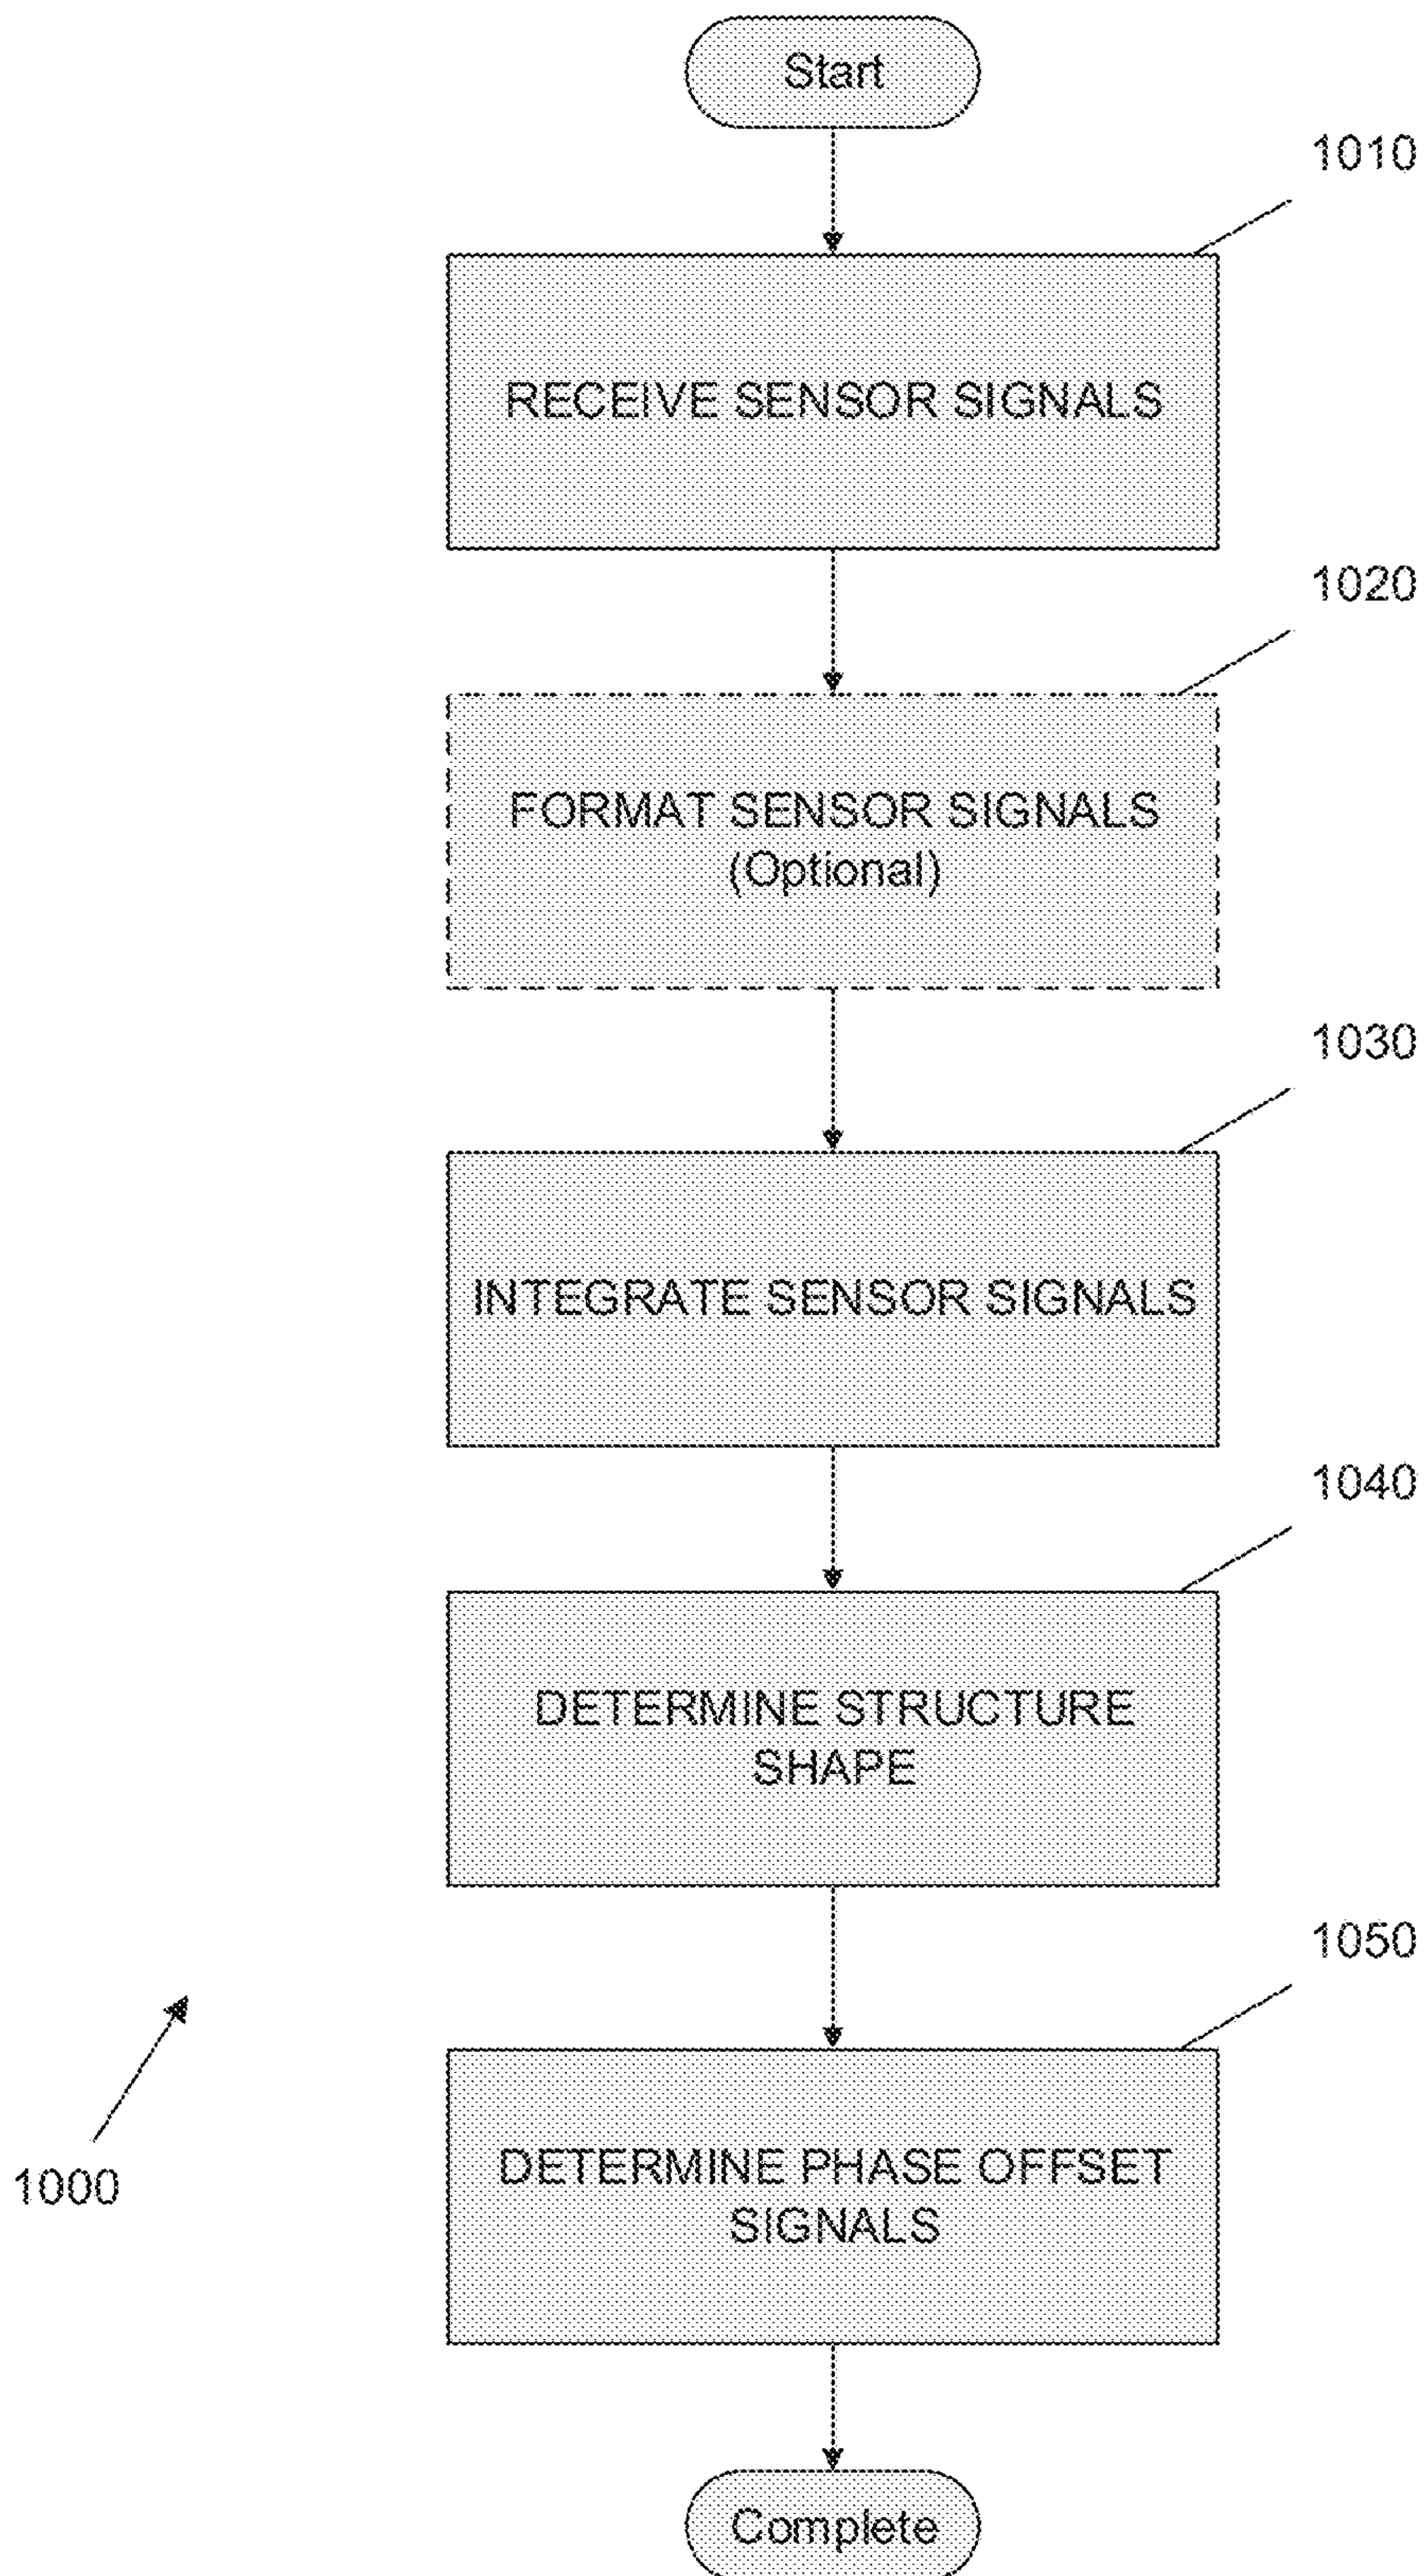 Start
1010
RECEIVE SENSOR SIGNALS
1020
FORMAT SENSOR SIGNALS
(Optional)
1030
INTEGRATE SENSOR SIGNALS
1040
DETERMINE STRUCTURE
SHAPE
1050
DETERMINE PHASE OFFSET
SIGNALS
1000
Complete